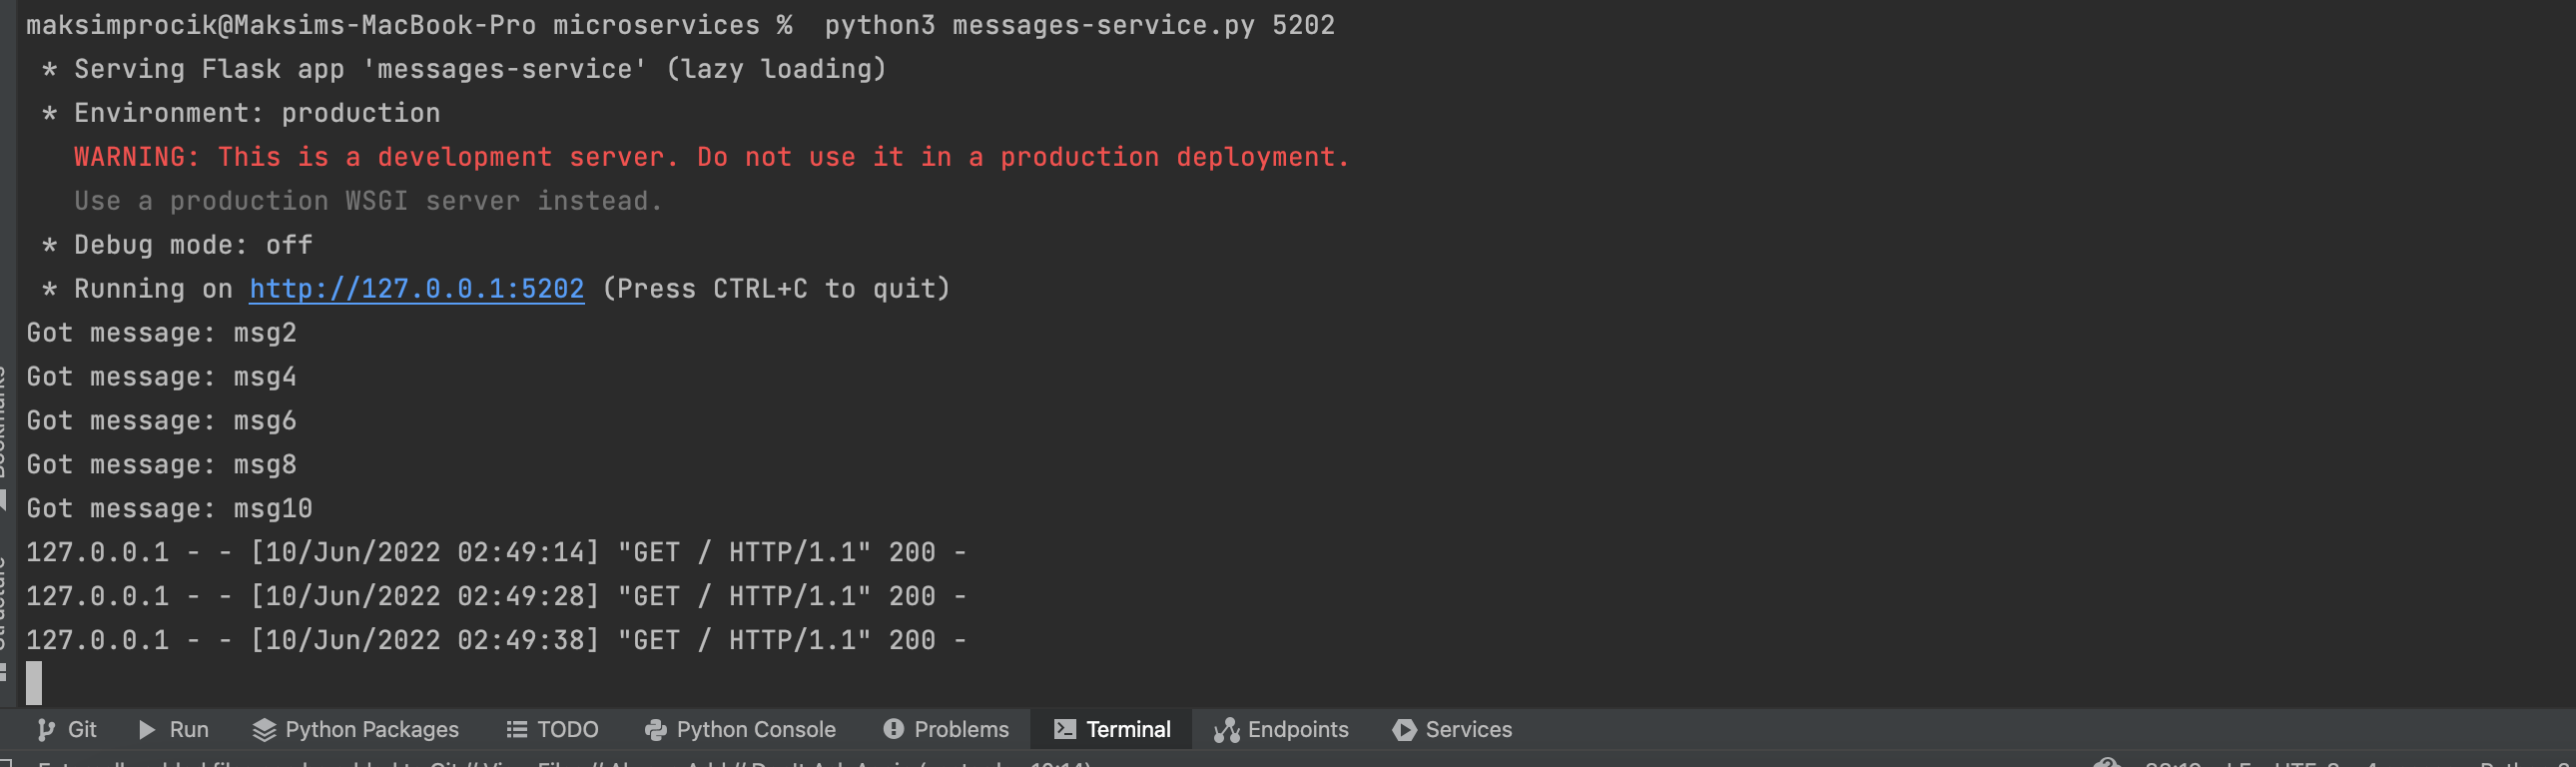 maksimprocik@Maksims-MacBook-Pro microservices %  python3 messages-service.py 5202
 * Serving Flask app 'messages-service' (lazy loading)
 * Environment: production
   WARNING: This is a development server. Do not use it in a production deployment.
   Use a production WSGI server instead.
 * Debug mode: off
 * Running on http://127.0.0.1:5202 (Press CTRL+C to quit)
Got message: msg2
Got message: msg4
Got message: msg6
Got message: msg8
Got message: msg10
127.0.0.1 - - [10/Jun/2022 02:49:14] "GET / HTTP/1.1" 200 -
127.0.0.1 - - [10/Jun/2022 02:49:28] "GET / HTTP/1.1" 200 -
127.0.0.1 - - [10/Jun/2022 02:49:38] "GET / HTTP/1.1" 200 -
Git Run Python Packages TODO Python Console Problems Terminal Endpoints Services